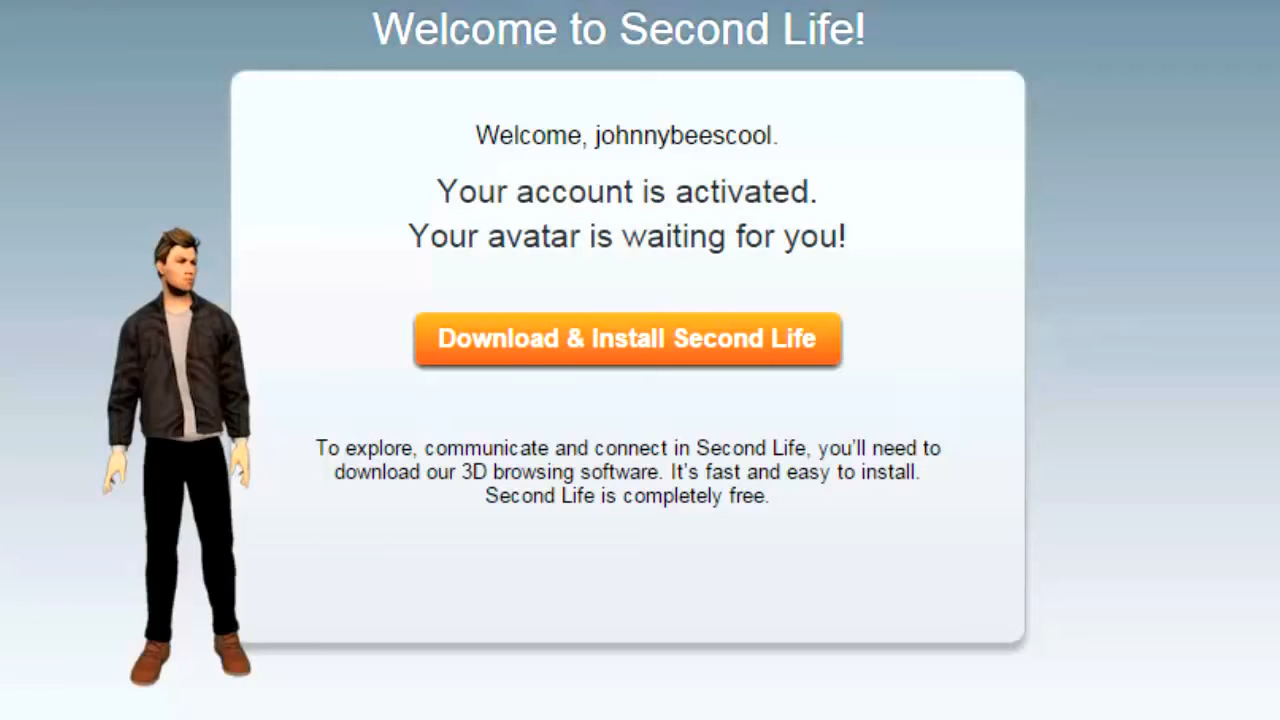 Welcome to Second Life!
Welcome, johnnybeescool.
Your account is activated.
Your avatar is waiting for you!
Download & Install Second Life
To explore, communicate and connect in Second Life, you'll need to
download our 3D browsing software. It's fast and easy to install.
Second Life is completely free.